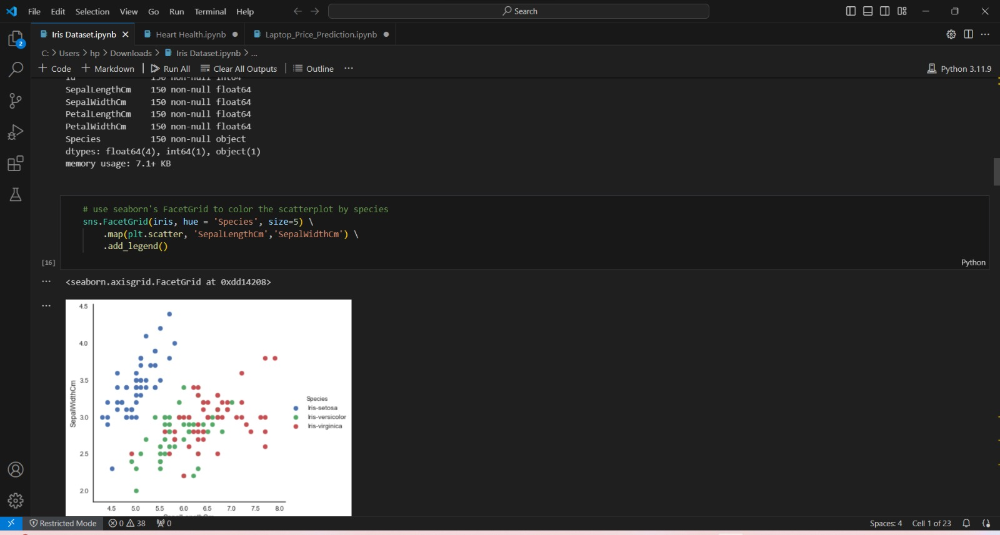 File Edit Selection View Go Run Terminal Help
Search
Iris Dataset.ipynb
Heart Health.ipynb
Laptop_Price_Prediction.ipynb
2
C: > Users > hp > Downloads > Iris Dataset.ipynb > ...
+ Code + Markdown | Run All Clear All Outputs | Outline ...
Python 3.11.9
Id 150 non-null int64
SepalLengthCm 150 non-null float64
SepalWidthCm 150 non-null float64
PetalLengthCm 150 non-null float64
PetalWidthCm 150 non-null float64
Species 150 non-null object
dtypes: float64(4), int64(1), object(1)
memory usage: 7.1+ KB
# use seaborn's FacetGrid to color the scatterplot by species
sns.FacetGrid(iris, hue = 'Species', size=5) \
.map(plt.scatter, 'SepalLengthCm','SepalWidthCm') \
.add_legend()
[16]
Python
<seaborn.axisgrid.FacetGrid at 0xdd14208>
4.5
4.0
3.5
3.0
2.5
2.0
SepalWidthCm
Species
Iris-setosa
Iris-versicolor
Iris-virginica
4.5 5.0 5.5 6.0 6.5 7.0 7.5 8.0
SepalLengthCm
Restricted Mode 0 38 0
Spaces: 4 Cell 1 of 23